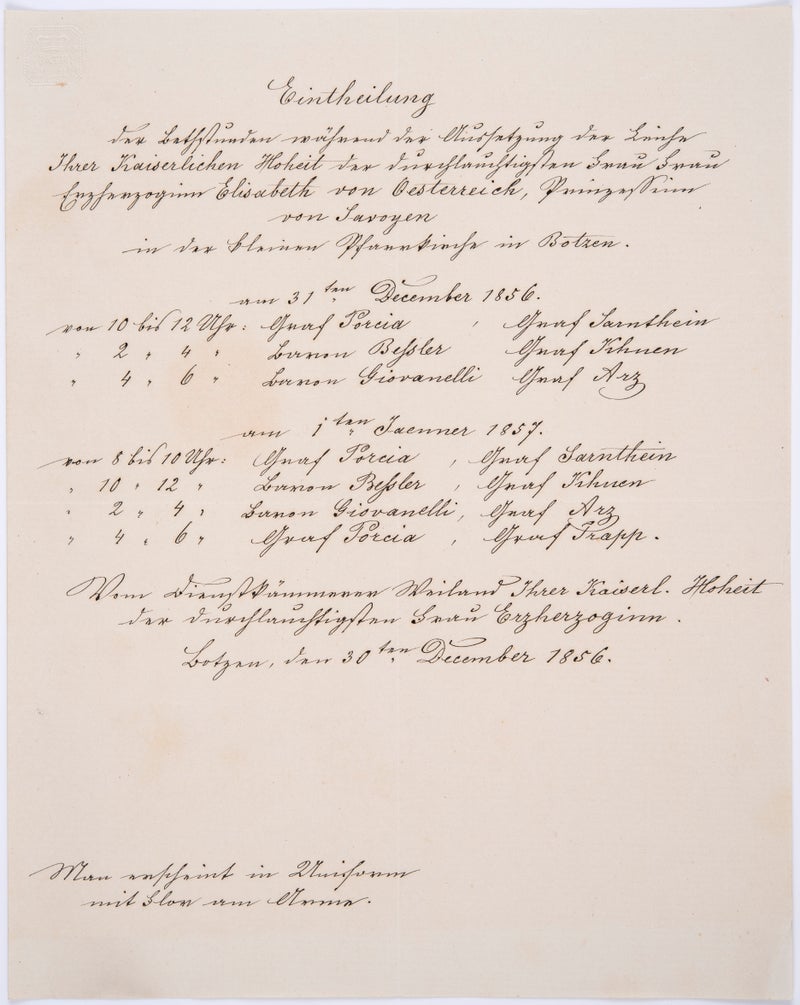 Eintheilung
der Bethstunden während der Aussetzung der Leiche
Ihrer Kaiserlichen Hoheit der durchlauchtigsten Frau Frau
Erzherzoginn Elisabeth von Oesterreich, Prinzessinn
von Savoyen
in der kleinen Pfarrkirche in Botzen.
am 31ten December 1856.
von 10 bis 12 Uhr: Graf Porcia , Graf Sarnthein
" 2 " 4 " Baron Beßler Graf Khuen
" 4 " 6 " Baron Giovanelli Graf Arz
am 1ten Jaenner 1857.
von 8 bis 10 Uhr: Graf Porcia , Graf Sarnthein
" 10 " 12 " Baron Beßler , Graf Khuen
" 2 " 4 " Baron Giovanelli, Graf Arz
" 4 " 6 " Graf Porcia , Graf Trapp.
Vom Dienstkämmerer Weiland Ihrer Kaiserl. Hoheit
der durchlauchtigsten Frau Erzherzoginn.
Botzen, den 30ten December 1856.
Man erscheint in Uniform
mit Flor am Arme.